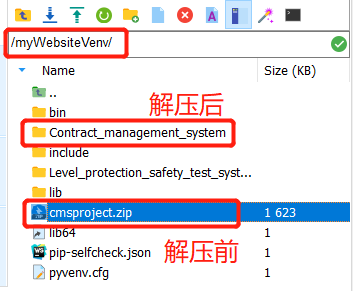 /myWebsiteVenv/
Name
Size (KB)
..
bin
解压后
Contract_management_system
include
Level_protection_safety_test_syst...
lib
cmsproject.zip
1 623
lib64
1
解压前
pip-selfcheck.json
1
pyvenv.cfg
1